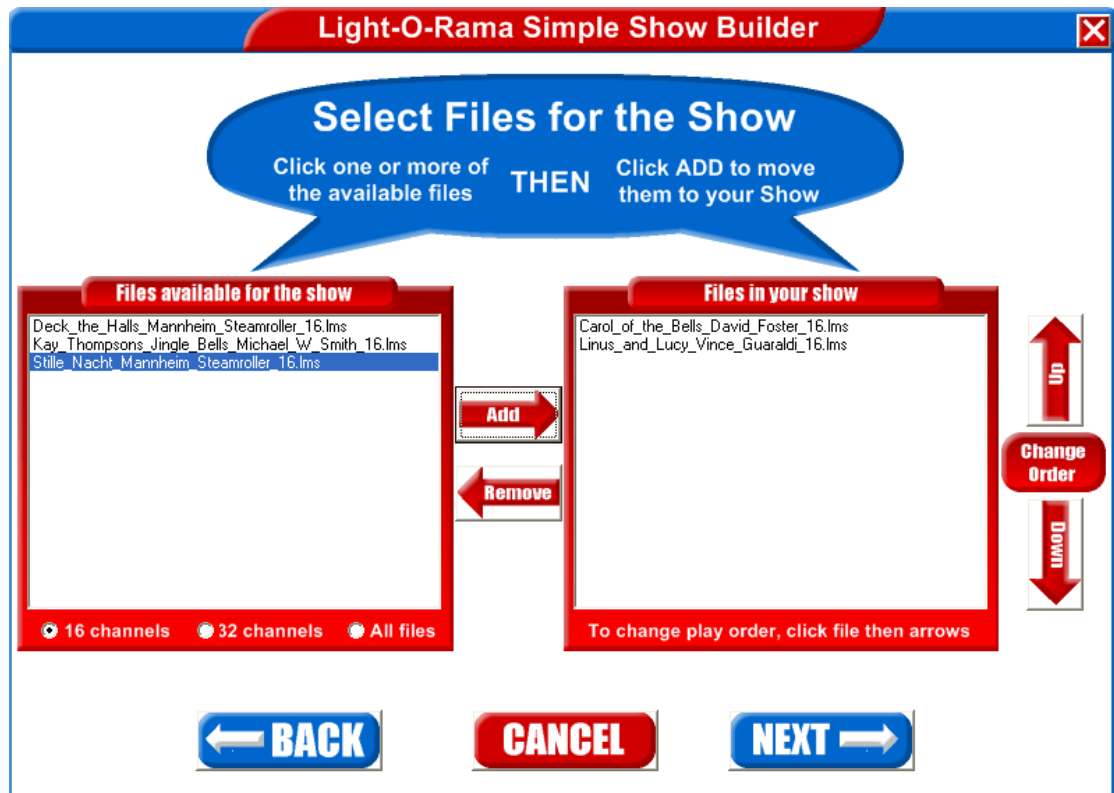 Light-O-Rama Simple Show Builder
Select Files for the Show
Click one or more of
the available files
THEN
Click ADD to move
them to your Show
Files available for the show
Deck_the_Halls_Mannheim_Steamroller_16.lms
Kay_Thompsons_Jingle_Bells_Michael_W_Smith_16.lms
Stille_Nacht_Mannheim_Steamroller_16.lms
16 channels
32 channels
All files
Add
Remove
Files in your show
Carol_of_the_Bells_David_Foster_16.lms
Linus_and_Lucy_Vince_Guaraldi_16.lms
To change play order, click file then arrows
Up
Change
Order
Down
BACK
CANCEL
NEXT